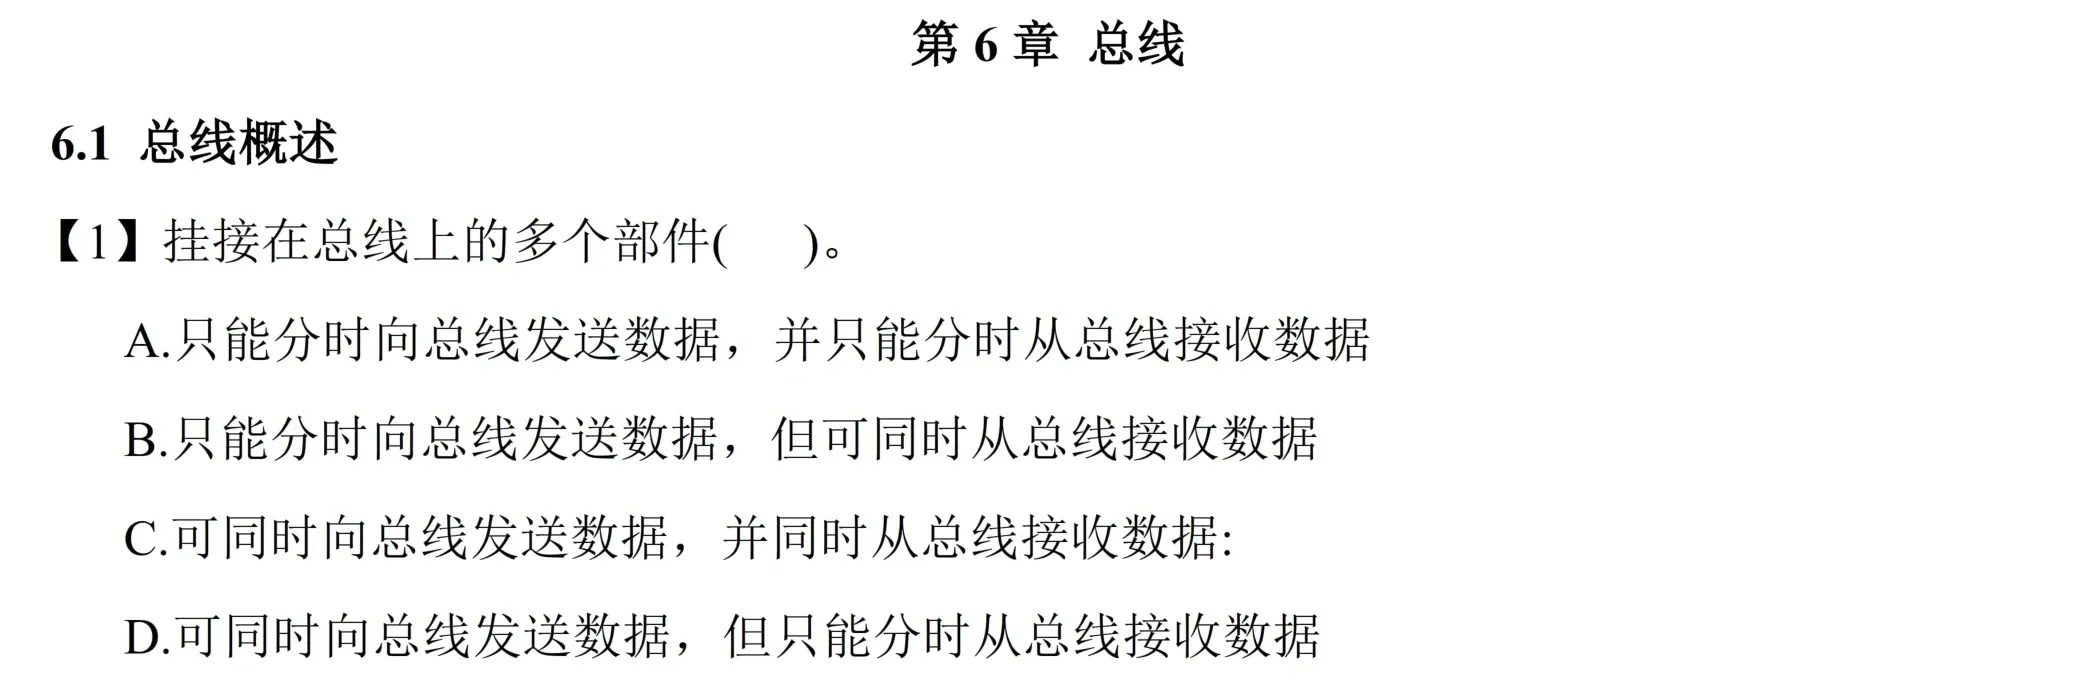 第 6 章 总线
6.1 总线概述
【1】挂接在总线上的多个部件( )。
A.只能分时向总线发送数据，并只能分时从总线接收数据
B.只能分时向总线发送数据，但可同时从总线接收数据
C.可同时向总线发送数据，并同时从总线接收数据:
D.可同时向总线发送数据，但只能分时从总线接收数据